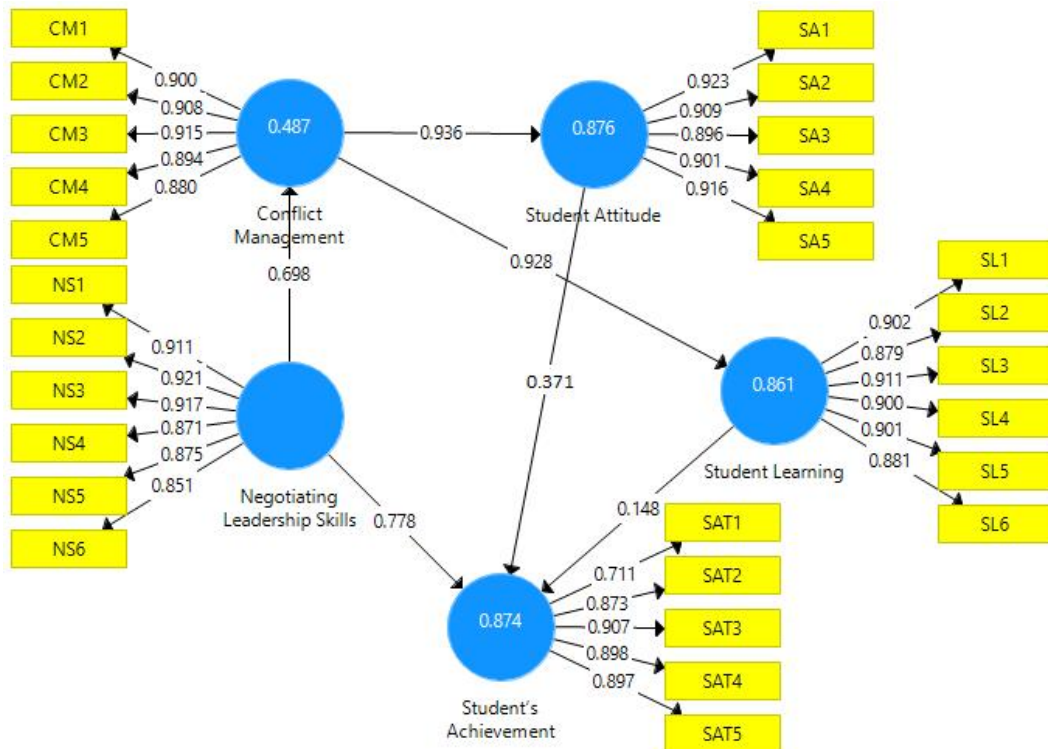 CM1
CM2
CM3
CM4
CM5
0.900
0.908
0.915
0.894
0.880
0.487
Conflict
Management
0.936
0.876
Student Attitude
0.923
0.909
0.896
0.901
0.916
SA1
SA2
SA3
SA4
SA5
0.698
0.928
0.371
NS1
NS2
NS3
NS4
NS5
NS6
0.911
0.921
0.917
0.871
0.875
0.851
Negotiating
Leadership Skills
0.778
0.861
Student Learning
0.902
0.879
0.911
0.900
0.901
0.881
SL1
SL2
SL3
SL4
SL5
SL6
0.148
0.874
Student's
Achievement
0.711
0.873
0.907
0.898
0.897
SAT1
SAT2
SAT3
SAT4
SAT5